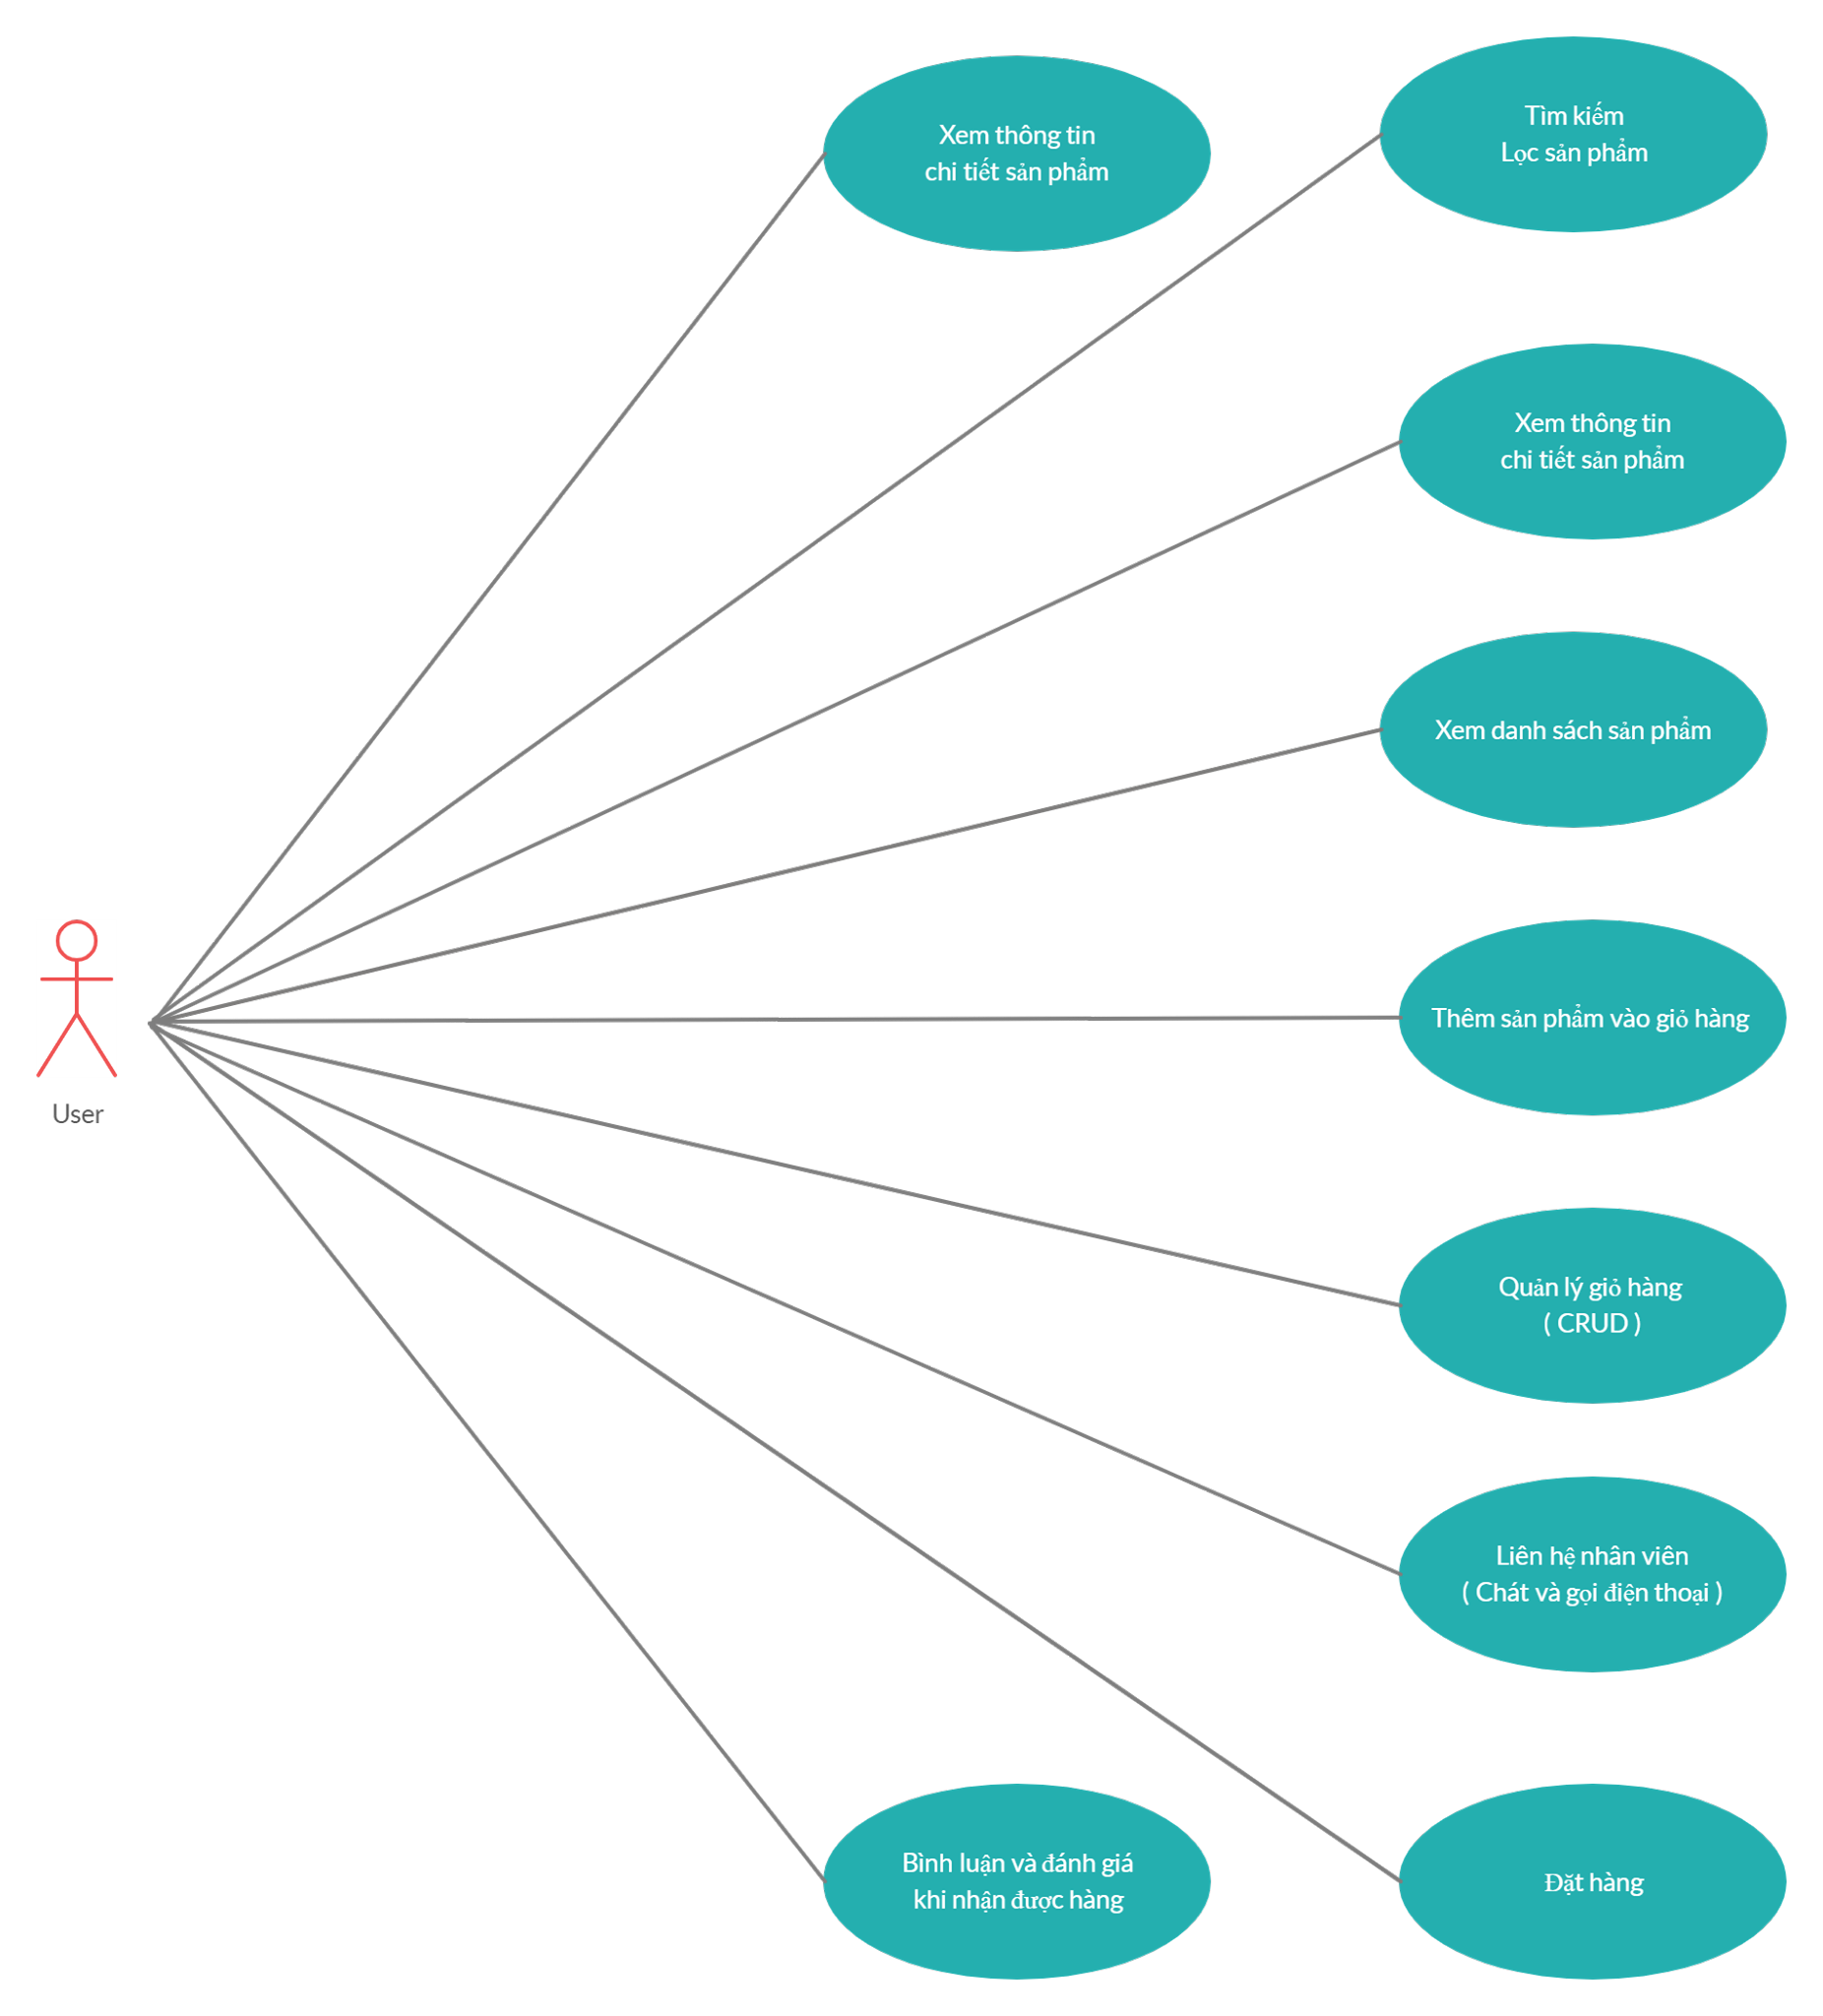 Xem thông tin
chi tiết sản phẩm
Tìm kiếm
Lọc sản phẩm
Xem thông tin
chi tiết sản phẩm
Xem danh sách sản phẩm
Thêm sản phẩm vào giỏ hàng
User
Quản lý giỏ hàng
( CRUD )
Liên hệ nhân viên
( Chát và gọi điện thoại )
Bình luận và đánh giá
khi nhận được hàng
Đặt hàng